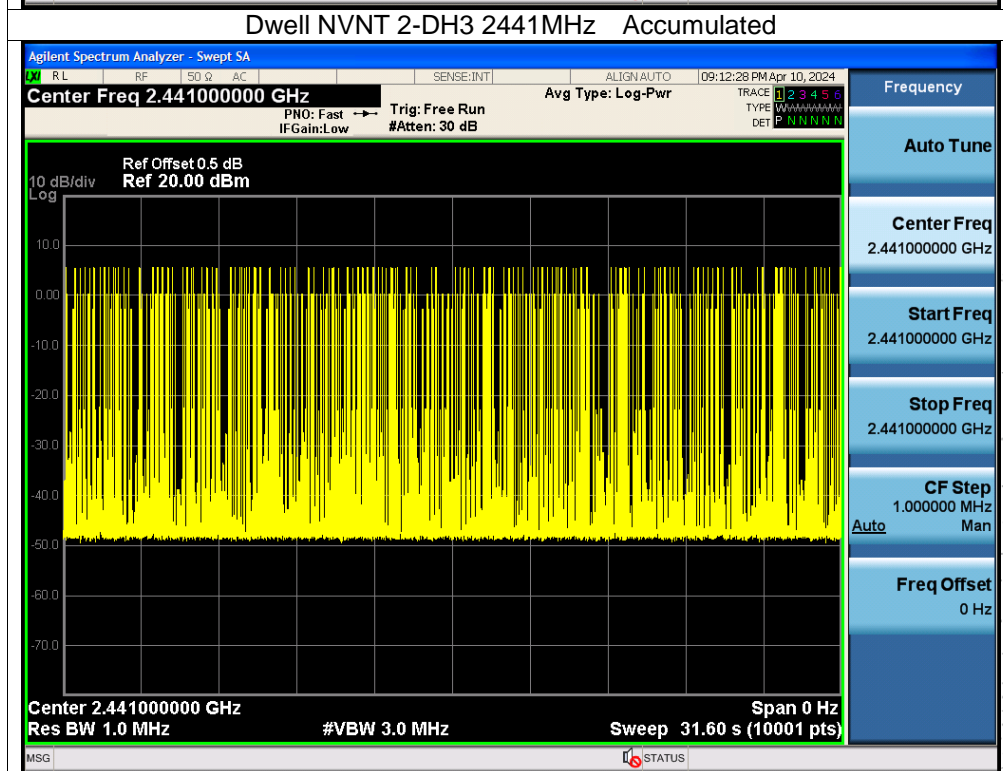 Dwell NVNT 2-DH3 2441MHz Accumulated
Agilent Spectrum Analyzer - Swept SA
LXI RL RF 50 Ω AC SENSE:INT ALIGN AUTO 09:12:28 PM Apr 10, 2024
Center Freq 2.441000000 GHz
PNO: Fast
IFGain:Low
Trig: Free Run
#Atten: 30 dB
Avg Type: Log-Pwr
TRACE 1 2 3 4 5 6
TYPE WWWWWW
DET P N N N N N
Ref Offset 0.5 dB
10 dB/div Ref 20.00 dBm
Log
10.0
0.00
-10.0
-20.0
-30.0
-40.0
-50.0
-60.0
-70.0
Center 2.441000000 GHz Span 0 Hz
Res BW 1.0 MHz #VBW 3.0 MHz Sweep 31.60 s (10001 pts)
MSG STATUS
Frequency
Auto Tune
Center Freq
2.441000000 GHz
Start Freq
2.441000000 GHz
Stop Freq
2.441000000 GHz
CF Step
1.000000 MHz
Auto Man
Freq Offset
0 Hz